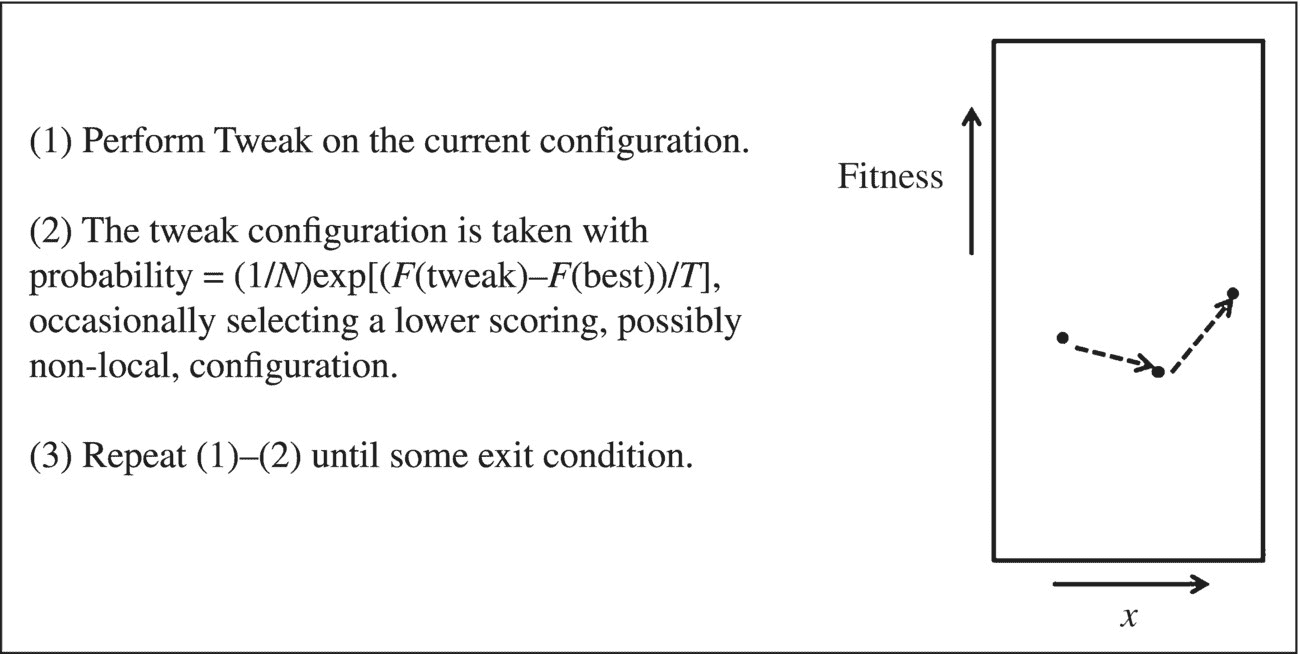 (1) Perform Tweak on the current configuration.
(2) The tweak configuration is taken with
probability = (1/N)exp[(F(tweak)–F(best))/T],
occasionally selecting a lower scoring, possibly
non-local, configuration.
(3) Repeat (1)–(2) until some exit condition.
Fitness
x